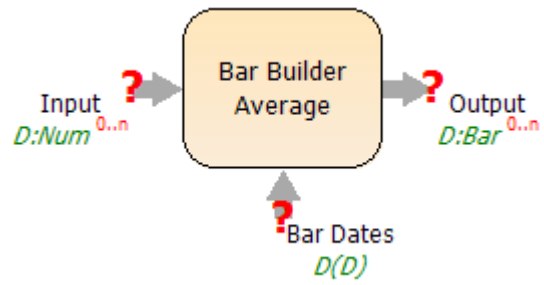 Bar Builder
Average
? ?
Input
D:Num 0..n
Output
D:Bar 0..n
?
Bar Dates
D(D)